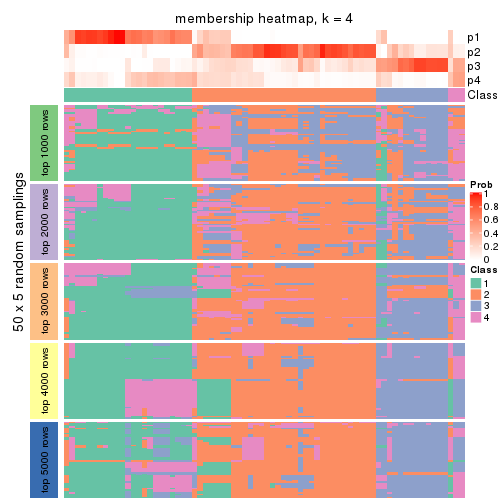 membership heatmap, k = 4
p1
p2
p3
p4
Class
50 x 5 random samplings
top 1000 rows
top 2000 rows
top 3000 rows
top 4000 rows
top 5000 rows
Prob
1
0.8
0.6
0.4
0.2
0
Class
1
2
3
4